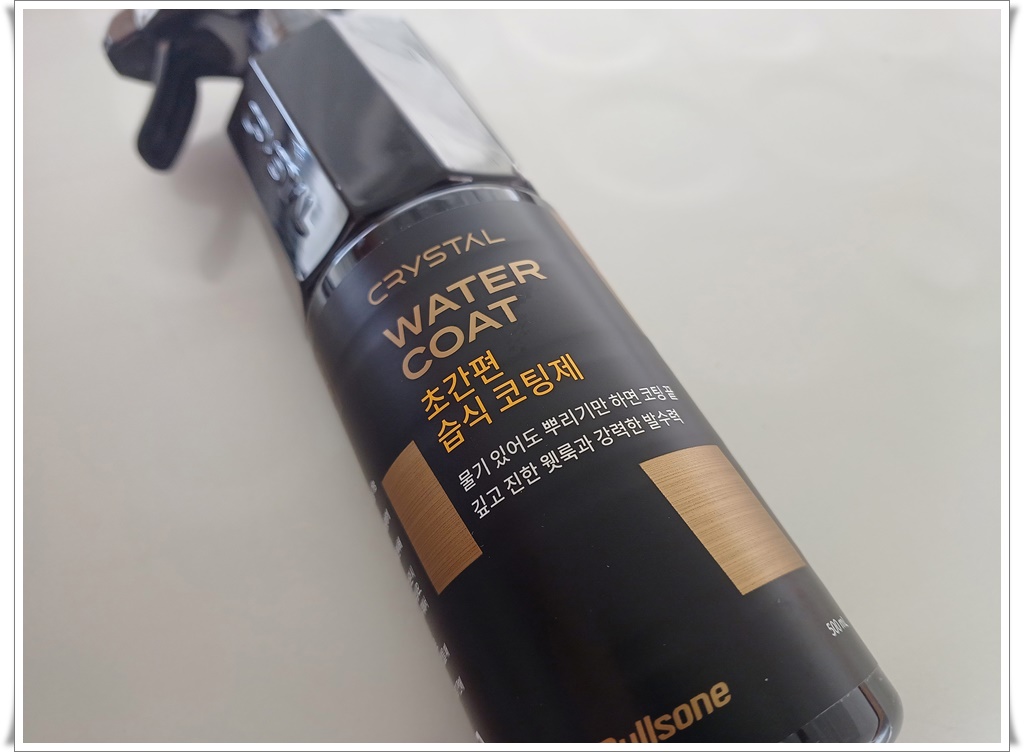 CRYSTAL
WATER
COAT
초간편
습식 코팅제
물기 있어도 뿌리기만 하면 코팅 끝
깊고 진한 웻룩과 강력한 발수력
500 mL
Bullsone